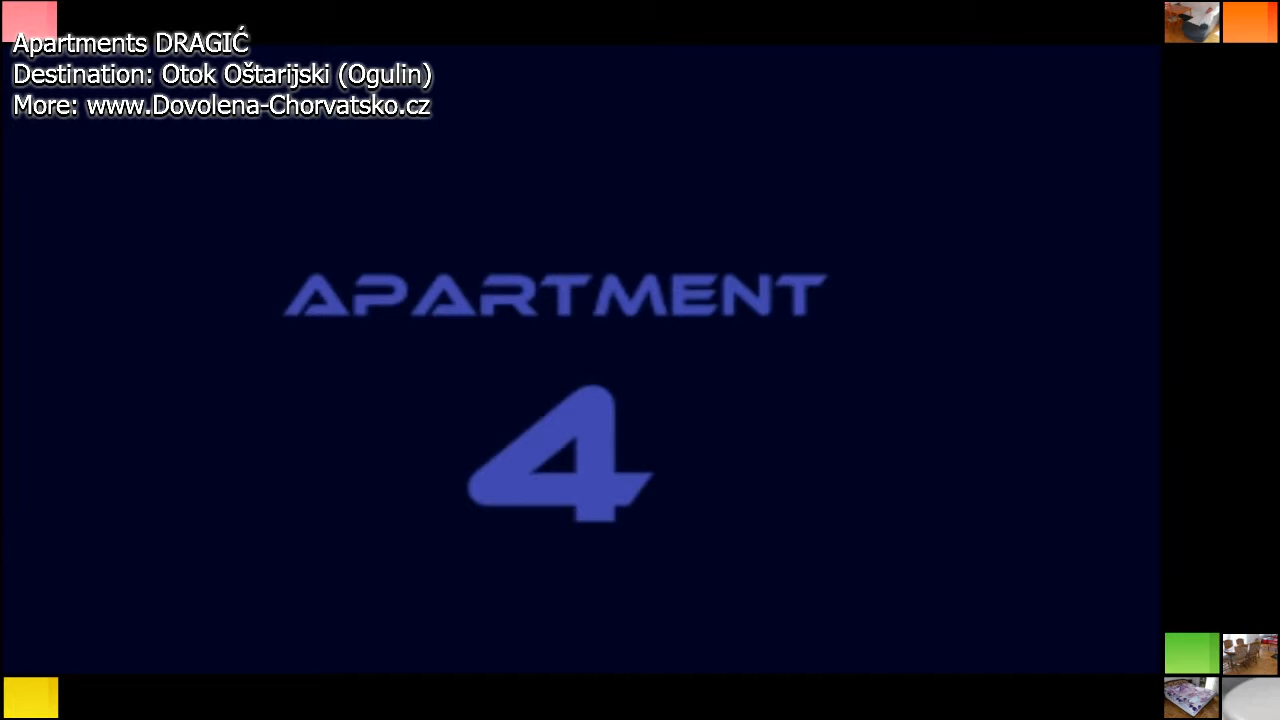 Apartments DRAGIĆ
Destination: Otok Oštarijski (Ogulin)
More: www.Dovolena-Chorvatsko.cz
APARTMENT
4